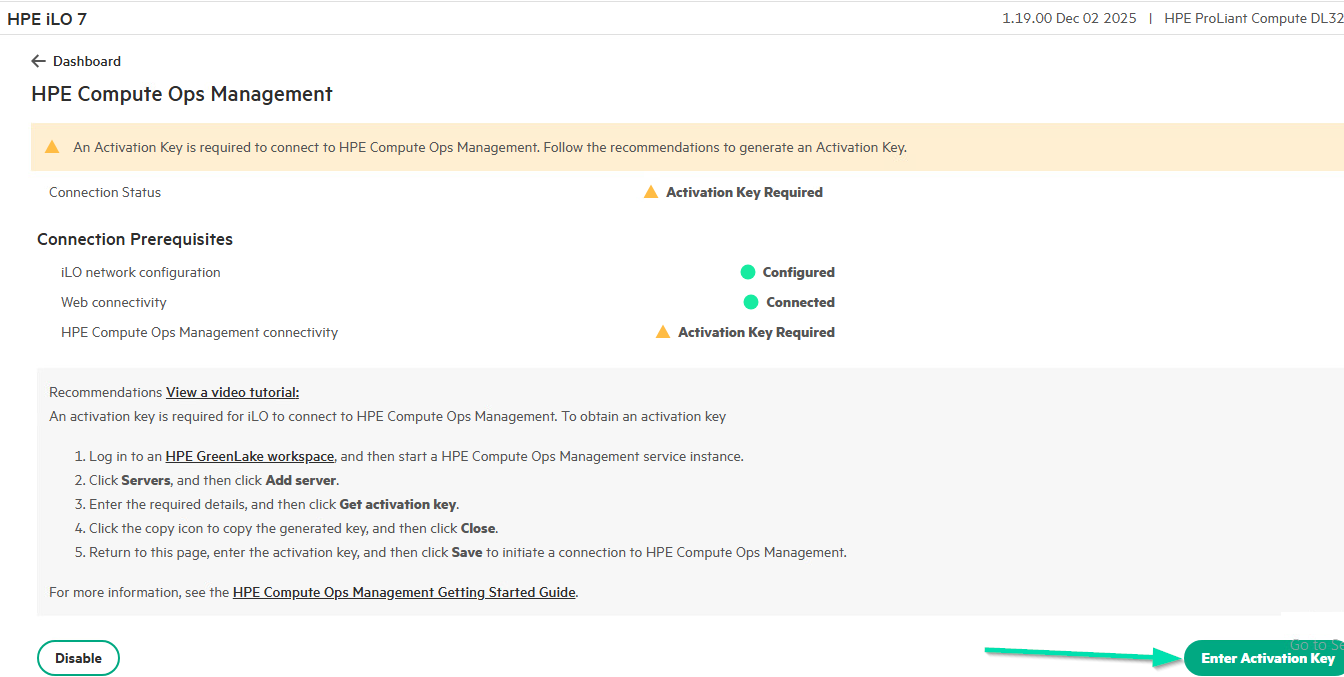 HPE iLO 7
1.19.00 Dec 02 2025 | HPE ProLiant Compute DL32
← Dashboard
HPE Compute Ops Management
An Activation Key is required to connect to HPE Compute Ops Management. Follow the recommendations to generate an Activation Key.
Connection Status
Activation Key Required
Connection Prerequisites
iLO network configuration
Configured
Web connectivity
Connected
HPE Compute Ops Management connectivity
Activation Key Required
Recommendations View a video tutorial:
An activation key is required for iLO to connect to HPE Compute Ops Management. To obtain an activation key
1. Log in to an HPE GreenLake workspace, and then start a HPE Compute Ops Management service instance.
2. Click Servers, and then click Add server.
3. Enter the required details, and then click Get activation key.
4. Click the copy icon to copy the generated key, and then click Close.
5. Return to this page, enter the activation key, and then click Save to initiate a connection to HPE Compute Ops Management.
For more information, see the HPE Compute Ops Management Getting Started Guide.
Go to Se
Disable
Enter Activation Key